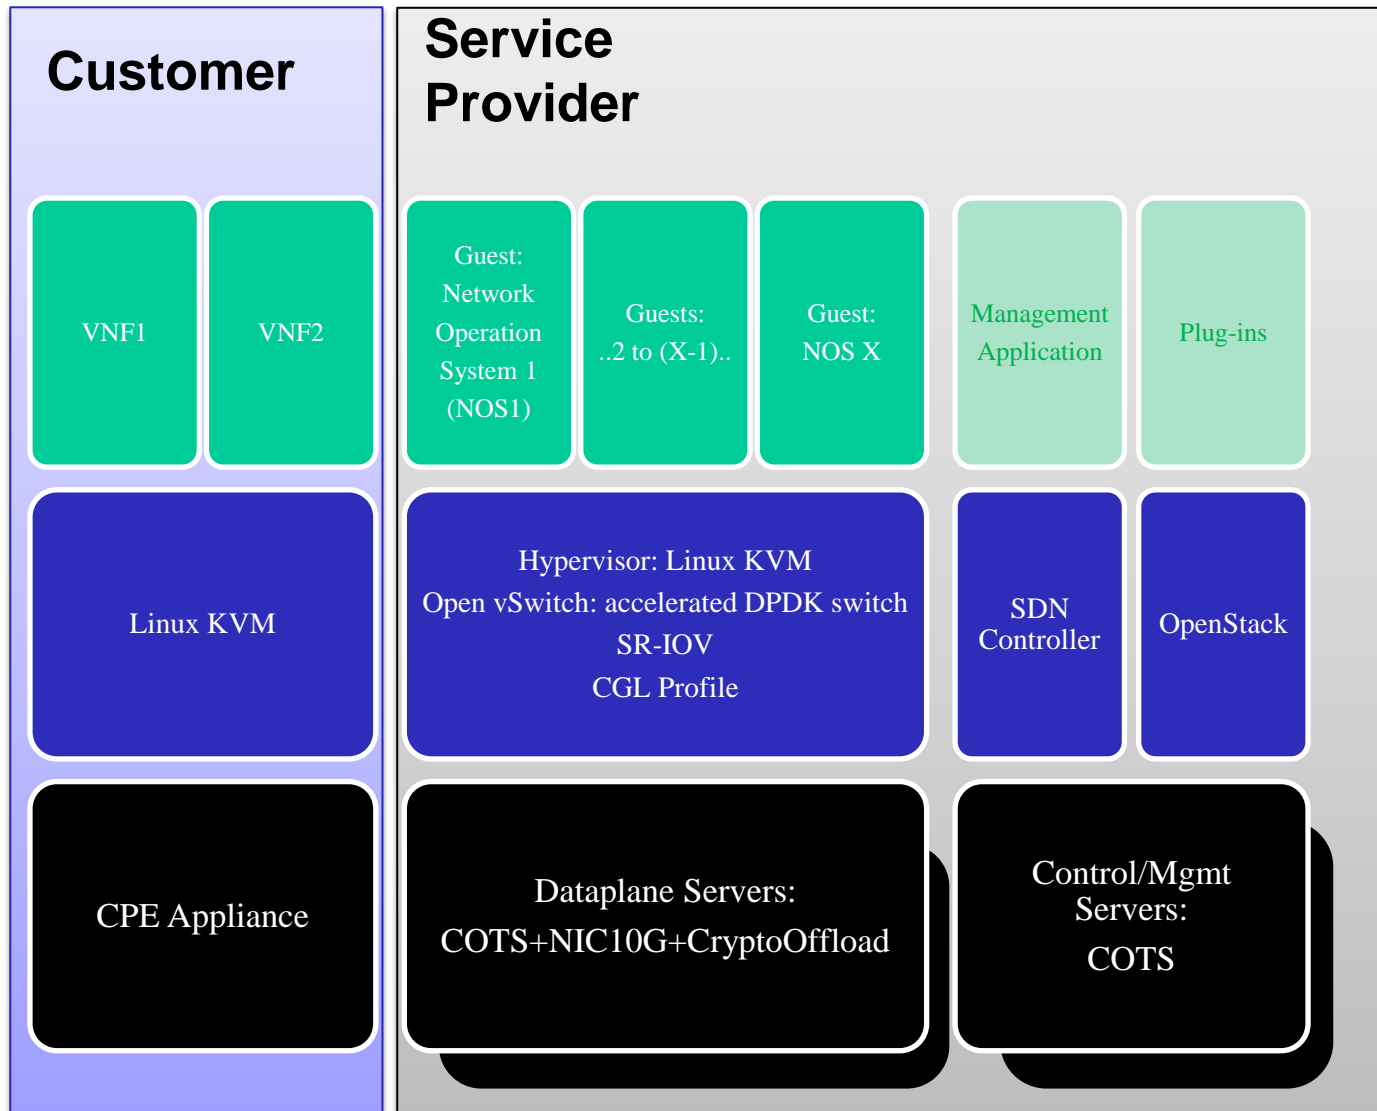 Customer
Service
Provider
VNF1
VNF2
Guest:
Network
Operation
System 1
(NOS1)
Guests:
..2 to (X-1)..
Guest:
NOS X
Management
Application
Plug-ins
Linux KVM
Hypervisor: Linux KVM
Open vSwitch: accelerated DPDK switch
SR-IOV
CGL Profile
SDN
Controller
OpenStack
CPE Appliance
Dataplane Servers:
COTS+NIC10G+CryptoOffload
Control/Mgmt
Servers:
COTS